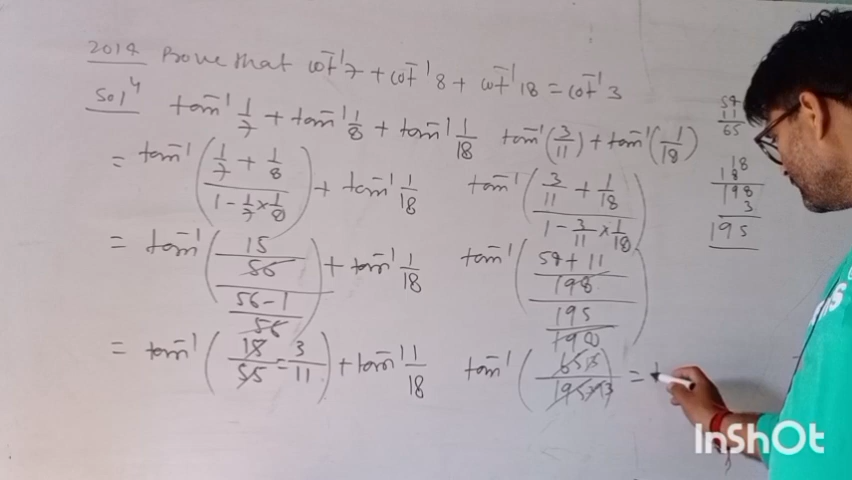 2014 Prove that cot⁻¹7 + cot⁻¹8 + cot⁻¹18 = cot⁻¹3
Solⁿ tan⁻¹ 1/7 + tan⁻¹ 1/8 + tan⁻¹ 1/18
= tan⁻¹ ((1/7 + 1/8)/(1 - 1/7 × 1/8)) + tan⁻¹ 1/18
= tan⁻¹ ((15/56)/((56-1)/56)) + tan⁻¹ 1/18
= tan⁻¹ (15/55 = 3/11) + tan⁻¹ 1/18
tan⁻¹ (3/11) + tan⁻¹ (1/18)
tan⁻¹ ((3/11 + 1/18)/(1 - 3/11 × 1/18))
tan⁻¹ (((54 + 11)/198)/(195/198))
tan⁻¹ (65 13/195 39 3) =
54
11
65
18
18
198
3
195
InShOt